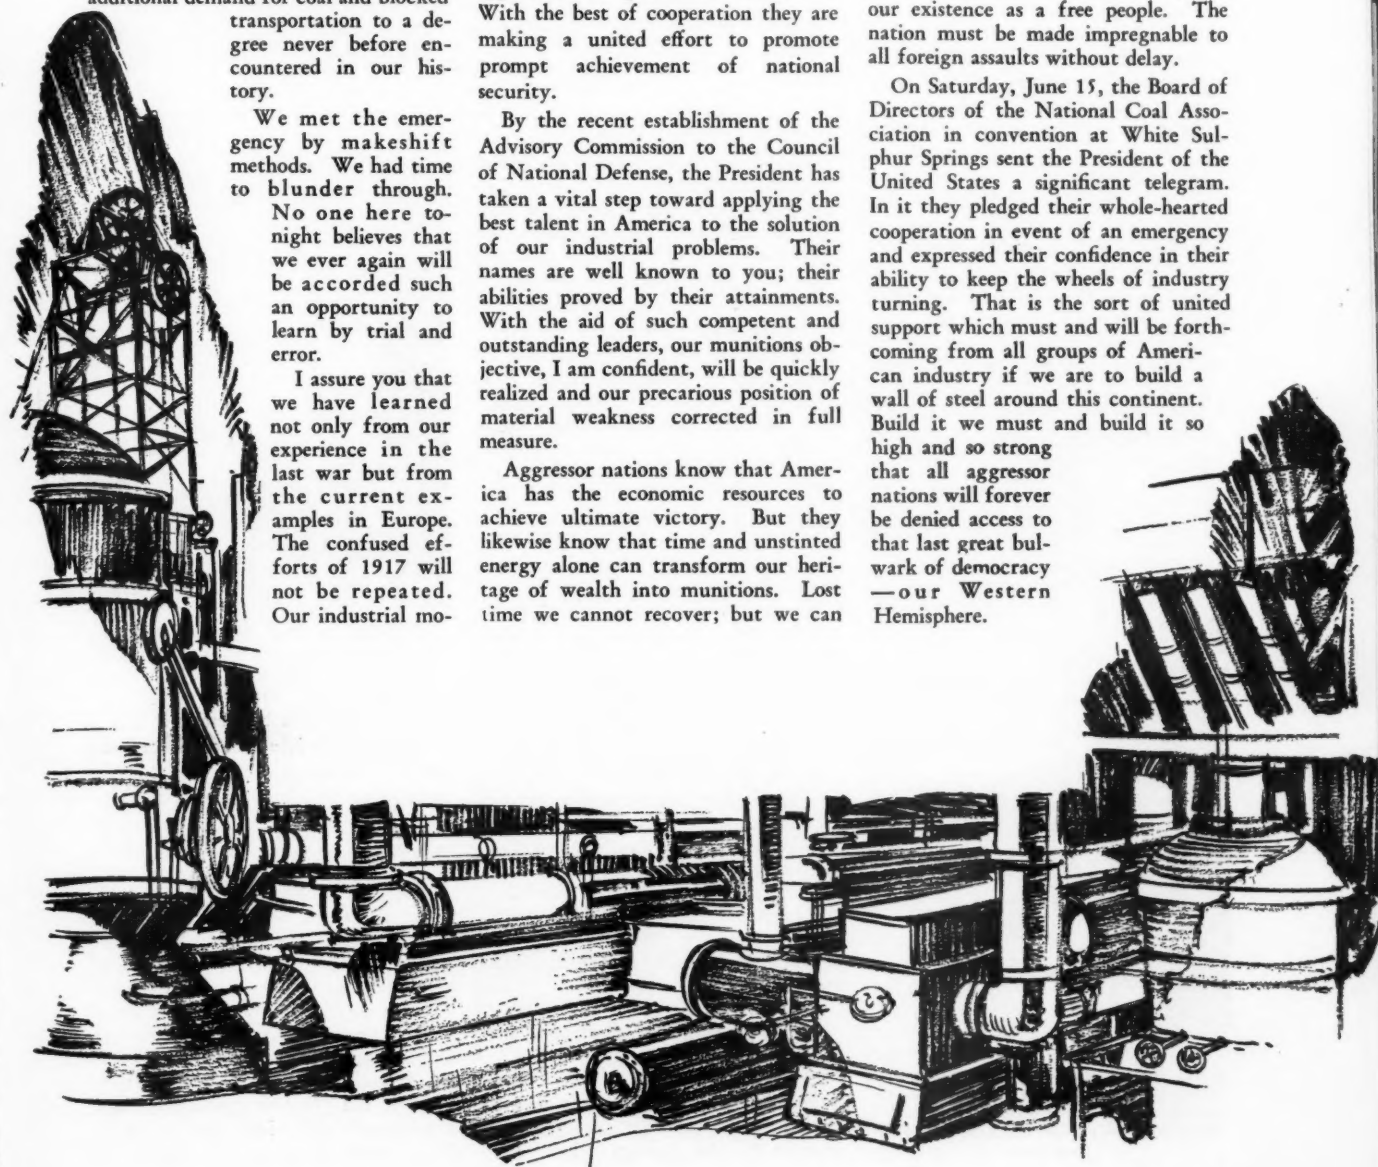 additional demand for coal and blocked
transportation to a de-
gree never before en-
countered in our his-
tory.
We met the emer-
gency by makeshift
methods. We had time
to blunder through.
No one here to-
night believes that
we ever again will
be accorded such
an opportunity to
learn by trial and
error.
I assure you that
we have learned
not only from our
experience in the
last war but from
the current ex-
amples in Europe.
The confused ef-
forts of 1917 will
not be repeated.
Our industrial mo-
With the best of cooperation they are
making a united effort to promote
prompt achievement of national
security.
By the recent establishment of the
Advisory Commission to the Council
of National Defense, the President has
taken a vital step toward applying the
best talent in America to the solution
of our industrial problems. Their
names are well known to you; their
abilities proved by their attainments.
With the aid of such competent and
outstanding leaders, our munitions ob-
jective, I am confident, will be quickly
realized and our precarious position of
material weakness corrected in full
measure.
Aggressor nations know that Amer-
ica has the economic resources to
achieve ultimate victory. But they
likewise know that time and unstinted
energy alone can transform our heri-
tage of wealth into munitions. Lost
time we cannot recover; but we can
our existence as a free people. The
nation must be made impregnable to
all foreign assaults without delay.
On Saturday, June 15, the Board of
Directors of the National Coal Asso-
ciation in convention at White Sul-
phur Springs sent the President of the
United States a significant telegram.
In it they pledged their whole-hearted
cooperation in event of an emergency
and expressed their confidence in their
ability to keep the wheels of industry
turning. That is the sort of united
support which must and will be forth-
coming from all groups of Ameri-
can industry if we are to build a
wall of steel around this continent.
Build it we must and build it so
high and so strong
that all aggressor
nations will forever
be denied access to
that last great bul-
wark of democracy
—our Western
Hemisphere.